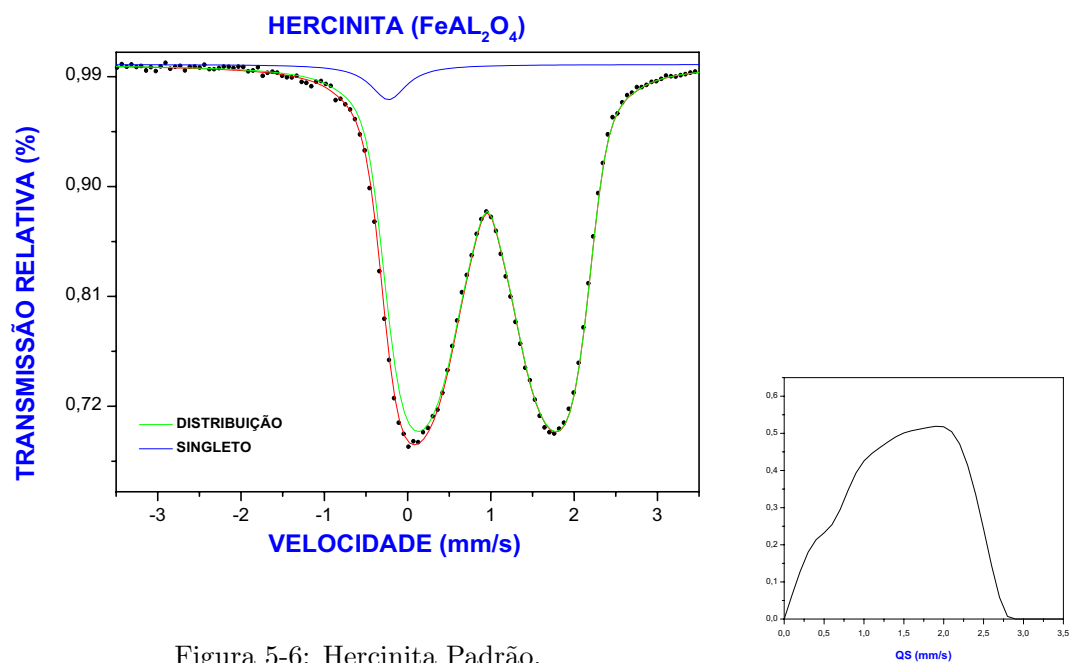 HERCINITA (FeAL2O4)
TRANSMISSÃO RELATIVA (%)
0,99
0,90
0,81
0,72
DISTRIBUIÇÃO
SINGLETO
-3 -2 -1 0 1 2 3
VELOCIDADE (mm/s)
0,6
0,5
0,4
0,3
0,2
0,1
0,0
0,0 0,5 1,0 1,5 2,0 2,5 3,0 3,5
QS (mm/s)
Figura 5-6: Hercinita Padrão.